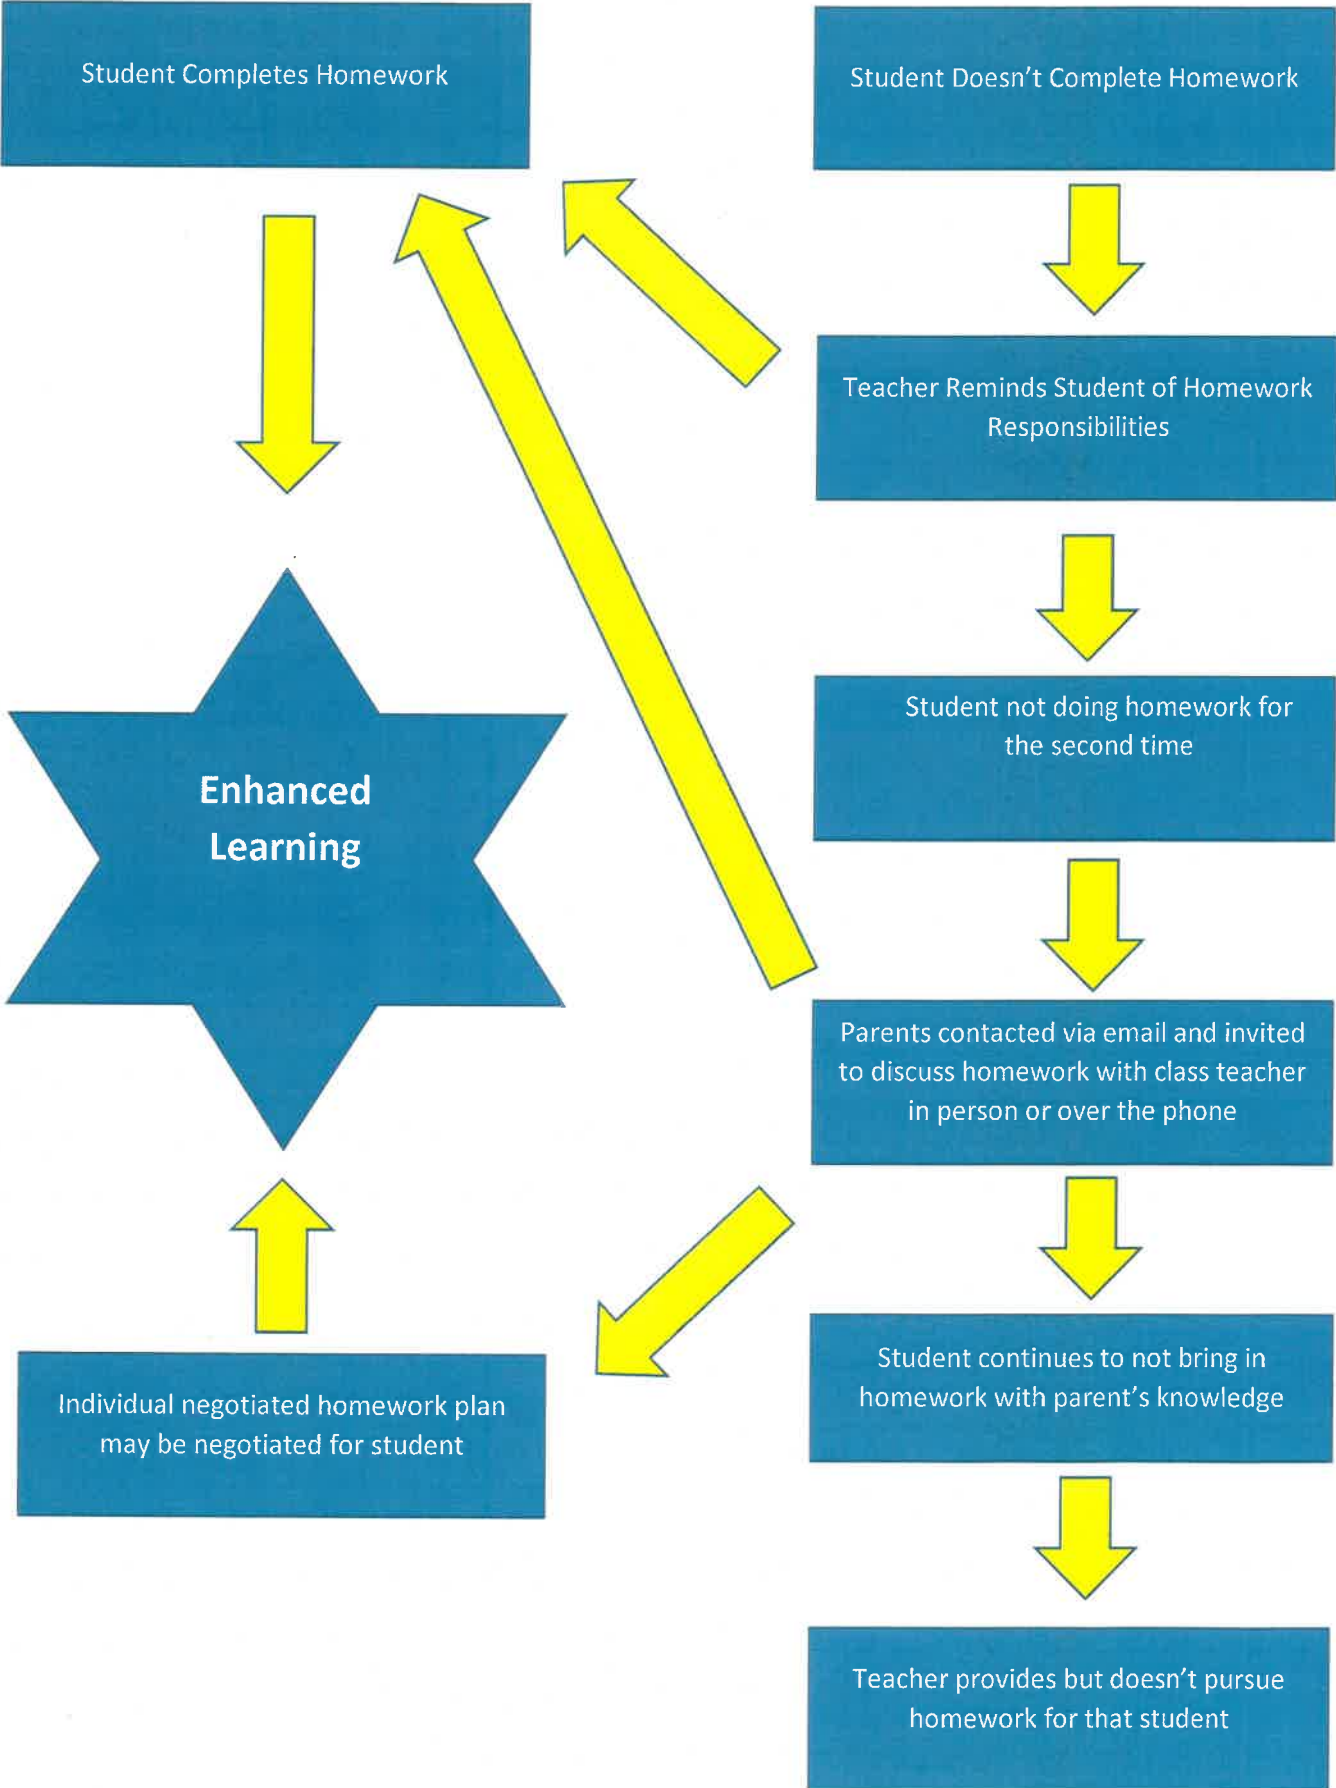 Student Completes Homework
Student Doesn't Complete Homework
Teacher Reminds Student of Homework
Responsibilities
Student not doing homework for
the second time
Enhanced
Learning
Parents contacted via email and invited
to discuss homework with class teacher
in person or over the phone
Student continues to not bring in
homework with parent's knowledge
Individual negotiated homework plan
may be negotiated for student
Teacher provides but doesn't pursue
homework for that student